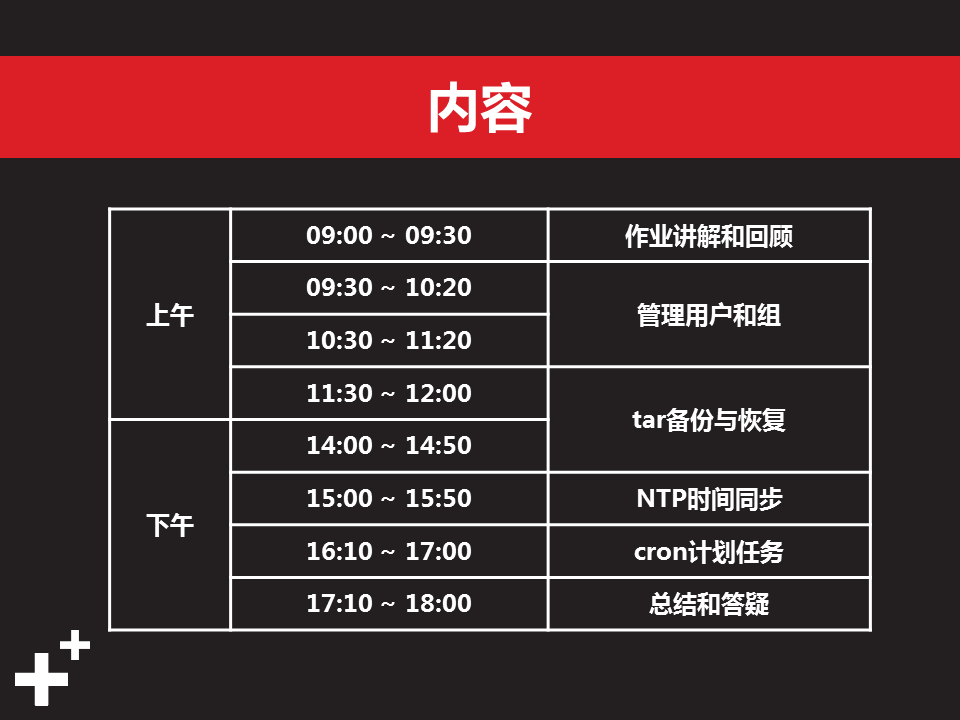 内容
上午
09:00 ~ 09:30
作业讲解和回顾
09:30 ~ 10:20
管理用户和组
10:30 ~ 11:20
11:30 ~ 12:00
tar备份与恢复
下午
14:00 ~ 14:50
15:00 ~ 15:50
NTP时间同步
16:10 ~ 17:00
cron计划任务
17:10 ~ 18:00
总结和答疑